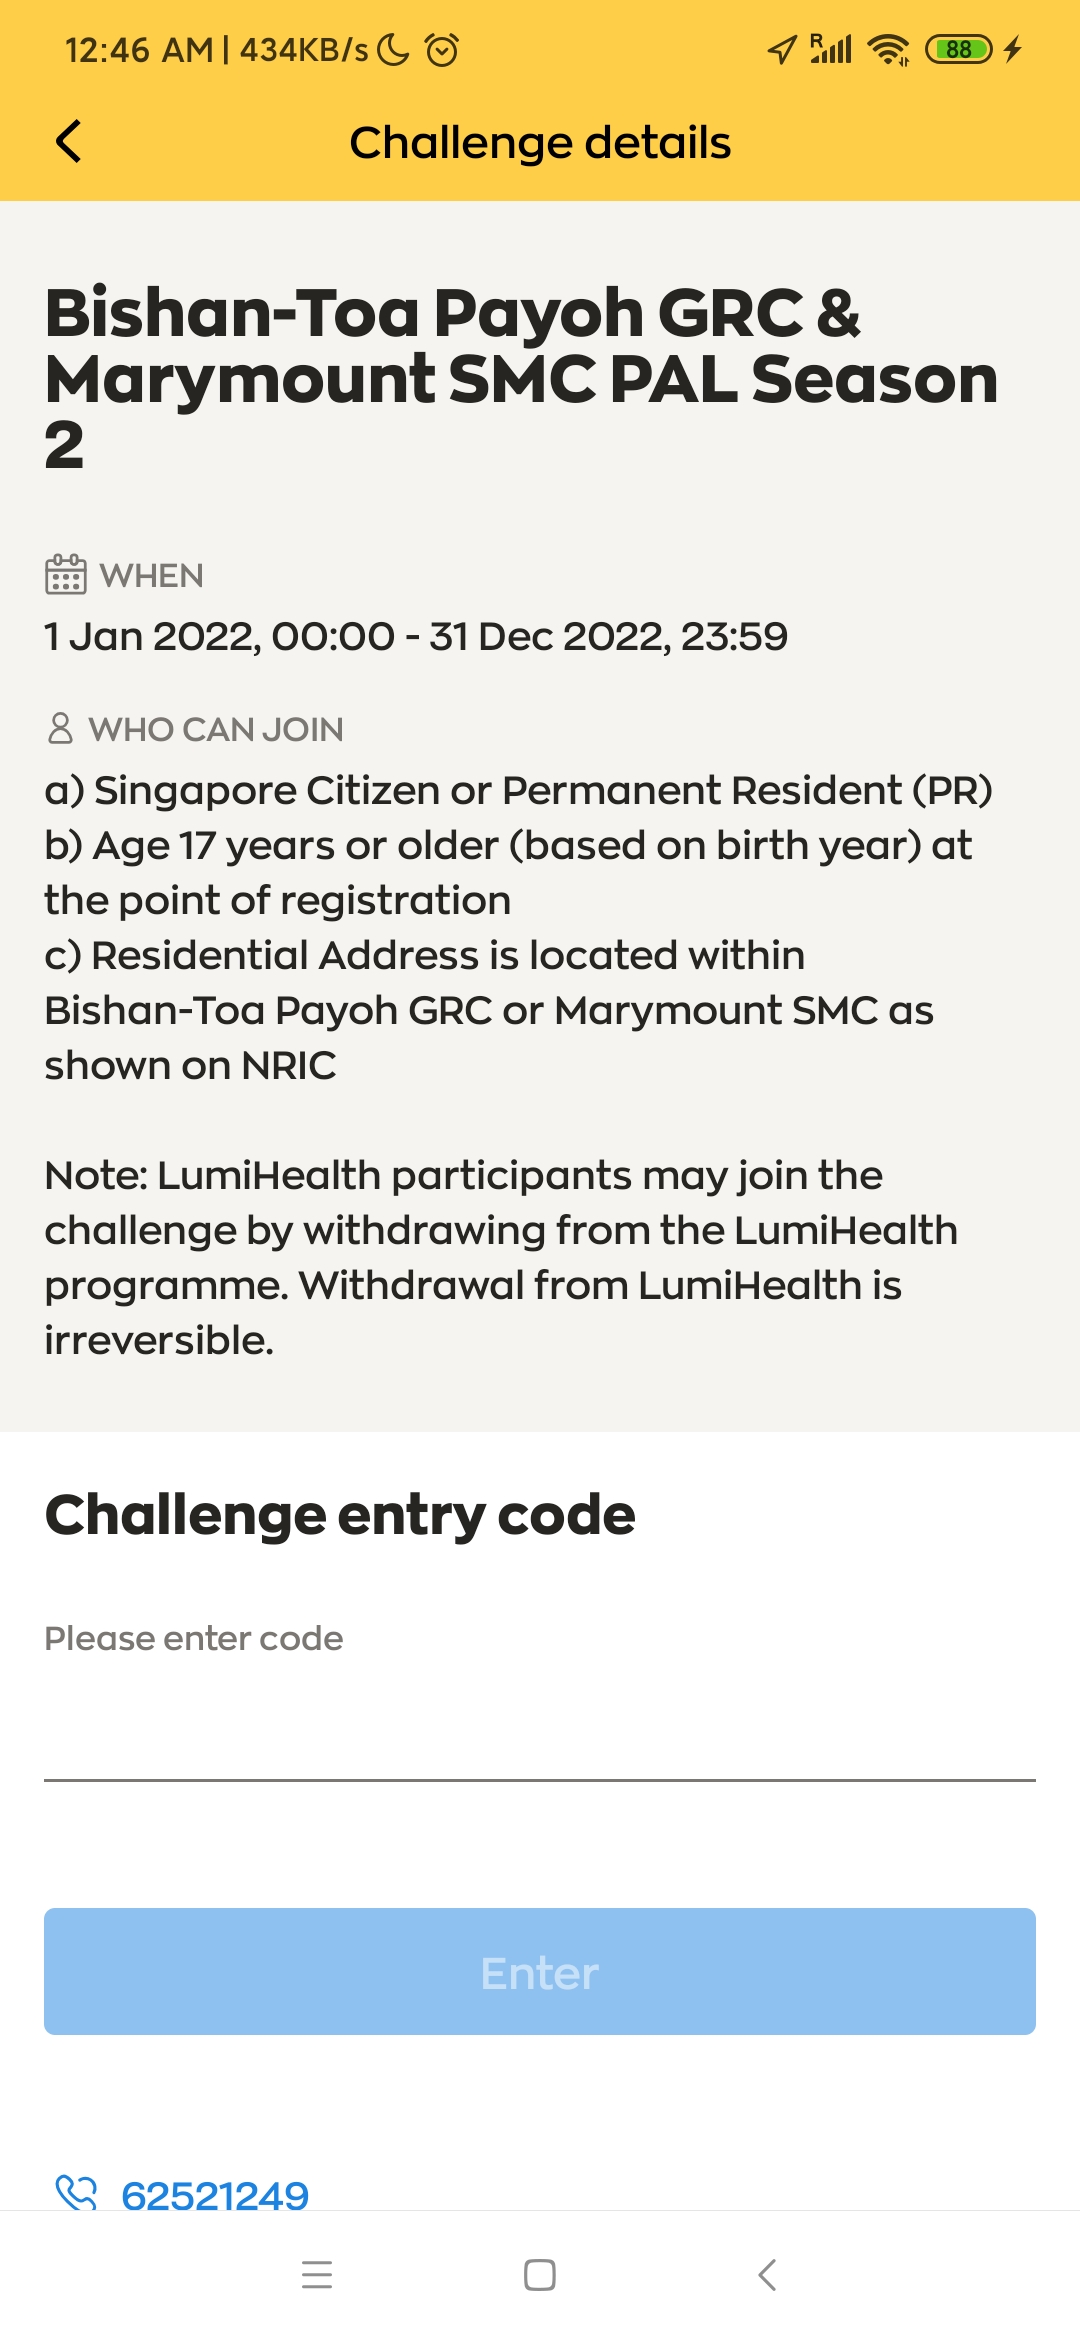 12:46 AM | 434KB/s
R
88
Challenge details
Bishan-Toa Payoh GRC &
Marymount SMC PAL Season
2
WHEN
1 Jan 2022, 00:00 - 31 Dec 2022, 23:59
WHO CAN JOIN
a) Singapore Citizen or Permanent Resident (PR)
b) Age 17 years or older (based on birth year) at
the point of registration
c) Residential Address is located within
Bishan-Toa Payoh GRC or Marymount SMC as
shown on NRIC
Note: LumiHealth participants may join the
challenge by withdrawing from the LumiHealth
programme. Withdrawal from LumiHealth is
irreversible.
Challenge entry code
Please enter code
Enter
62521249